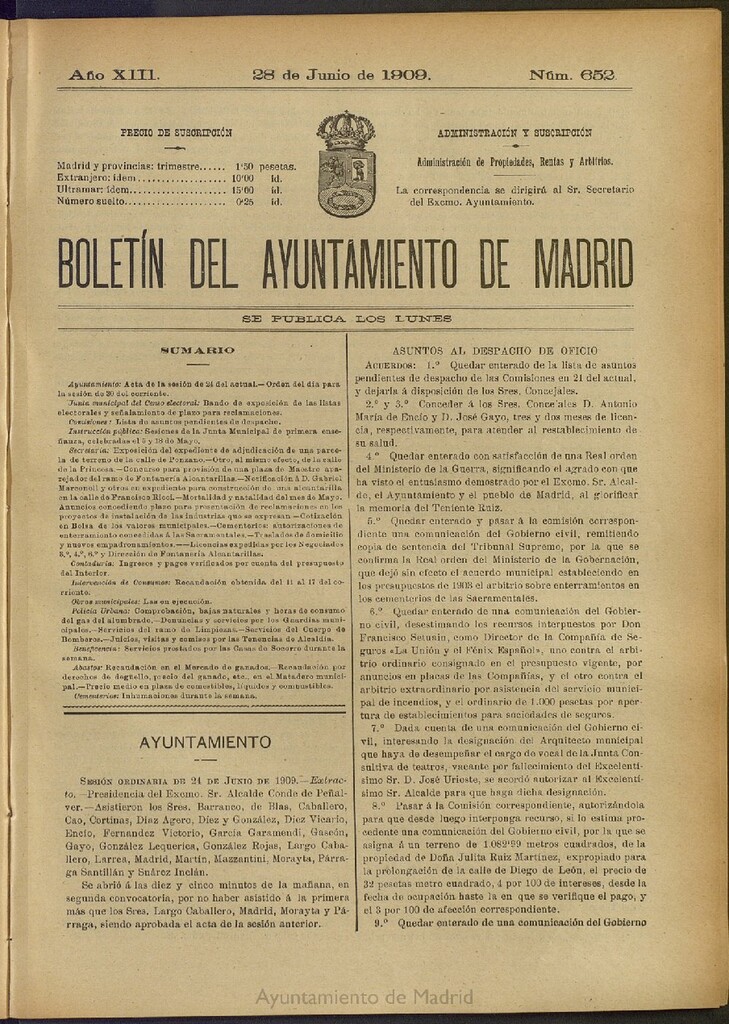 Año XIII.
28 de Junio de 1909.
Núm. 652
PRECIO DE SUSCRIPCIÓN
Madrid y provincias: trimestre...... 1'50 pesetas.
Extranjero: ídem.................. 10'00 id.
Ultramar: ídem.................... 15'00 id.
Número suelto..................... 0'25 id.
ADMINISTRACIÓN Y SUSCRIPCIÓN
Administración de Propiedades, Rentas y Arbitrios.
La correspondencia se dirigirá al Sr. Secretario
del Excmo. Ayuntamiento.
BOLETÍN DEL AYUNTAMIENTO DE MADRID
SE PUBLICA LOS LUNES
SUMARIO
Ayuntamiento: Acta de la sesión de 24 del actual.—Orden del día para
la sesión de 30 del corriente.
Junta municipal del Censo electoral: Bando de exposición de las listas
electorales y señalamiento de plazo para reclamaciones.
Comisiones: Lista de asuntos pendientes de despacho.
Instrucción pública: Sesiones de la Junta Municipal de primera ense-
ñanza, celebradas el 5 y 18 de Mayo.
Secretaría: Exposición del expediente de adjudicación de una parce-
la de terreno de la calle de Ponzano.—Otro, al mismo efecto, de la calle
de la Princesa.—Concurso para provisión de una plaza de Maestro apa-
rejador del ramo de Fontanería Alcantarillas.—Notificación á D. Gabriel
Marconell y otros en expediente para construcción de una alcantarilla
en la calle de Francisco Ricci.—Mortalidad y natalidad del mes de Mayo.
Anuncios concediendo plazo para presentación de reclamaciones en los
proyectos de instalación de las industrias que se expresan.—Cotización
en Bolsa de los valores municipales.—Cementerios: autorizaciones de
enterramiento concedidas á las Sacramentales.—Traslados de domicilio
y nuevos empadronamientos.—Licencias expedidas por los Negociados
3.º, 4.º, 6.º y Dirección de Fontanería Alcantarillas.
Contaduría: Ingresos y pagos verificados por cuenta del presupuesto
del Interior.
Intervención de Consumos: Recaudación obtenida del 11 al 17 del co-
rriente.
Obras municipales: Las en ejecución.
Policía Urbana: Comprobación, bajas naturales y horas de consumo
del gas del alumbrado.—Denuncias y servicios por los Guardias muni-
cipales.—Servicios del ramo de Limpiezas.—Servicios del Cuerpo de
Bomberos.—Juicios, visitas y comisos por las Tenencias de Alcaldía.
Beneficencia: Servicios prestados por las Casas de Socorro durante la
semana.
Abastos: Recaudación en el Mercado de ganados.—Recaudación por
derechos de degüello, precio del ganado, etc., en el Matadero munici-
pal.—Precio medio en plaza de comestibles, líquidos y combustibles.
Cementerios: Inhumaciones durante la semana.
AYUNTAMIENTO
SESIÓN ORDINARIA DE 24 DE JUNIO DE 1909.—Extrac-
to.—Presidencia del Excmo. Sr. Alcalde Conde de Peñal-
ver.—Asistieron los Sres. Barranco, de Blas, Caballero,
Cao, Cortinas, Díaz Agero, Díez y González, Díez Vicario,
Encío, Fernandez Victorio, García Garamendi, Gascón,
Gayo, González Lequerica, González Rojas, Largo Caba-
llero, Larrea, Madrid, Martín, Mazzantini, Morayta, Párra-
ga Santillán y Suárez Inclán.
Se abrió á las diez y cinco minutos de la mañana, en
segunda convocatoria, por no haber asistido á la primera
más que los Sres. Largo Caballero, Madrid, Morayta y Pá-
rraga, siendo aprobada el acta de la sesión anterior.
ASUNTOS AL DESPACHO DE OFICIO
ACUERDOS: 1.º Quedar enterado de la lista de asuntos
pendientes de despacho de las Comisiones en 21 del actual,
y dejarla á disposición de los Sres. Concejales.
2.º y 3.º Conceder á los Sres. Concejales D. Antonio
María de Encío y D. José Gayo, tres y dos meses de licen-
cia, respectivamente, para atender al restablecimiento de
su salud.
4.º Quedar enterado con satisfacción de una Real orden
del Ministerio de la Guerra, significando el agrado con que
ha visto el entusiasmo demostrado por el Excmo. Sr. Alcal-
de, el Ayuntamiento y el pueblo de Madrid, al glorificar
la memoria del Teniente Ruiz.
5.º Quedar enterado y pasar á la comisión correspon-
diente una comunicación del Gobierno civil, remitiendo
copia de sentencia del Tribunal Supremo, por la que se
confirma la Real orden del Ministerio de la Gobernación,
que dejó sin efecto el acuerdo municipal estableciendo en
los presupuestos de 1908 el arbitrio sobre enterramientos en
los cementerios de las Sacramentales.
6.º Quedar enterado de una comunicación del Gobier-
no civil, desestimando los recursos interpuestos por Don
Francisco Setuain, como Director de la Compañía de Se-
guros «La Unión y el Fénix Español», uno contra el arbi-
trio ordinario consignado en el presupuesto vigente, por
anuncios en placas de las Compañías, y el otro contra el
arbitrio extraordinario por asistencia del servicio munici-
pal de incendios, y el ordinario de 1.000 pesetas por aper-
tura de establecimientos para sociedades de seguros.
7.º Dada cuenta de una comunicación del Gobierno ci-
vil, interesando la designación del Arquitecto municipal
que haya de desempeñar el cargo de vocal de la Junta Con-
sultiva de teatros, vacante por fallecimiento del Excelentí-
simo Sr. D. José Urioste, se acordó autorizar al Excelentí-
simo Sr. Alcalde para que haga dicha designación.
8.º Pasar á la Comisión correspondiente, autorizándola
para que desde luego interponga recurso, si lo estima pro-
cedente una comunicación del Gobierno civil, por la que se
asigna á un terreno de 1.082'99 metros cuadrados, de la
propiedad de Doña Julita Ruiz Martínez, expropiado para
la prolongación de la calle de Diego de León, el precio de
32 pesetas metro cuadrado, 4 por 100 de intereses, desde la
fecha de ocupación hasta la en que se verifique el pago, y
el 3 por 100 de afección correspondiente.
9.º Quedar enterado de una comunicación del Gobierno
Ayuntamiento de Madrid